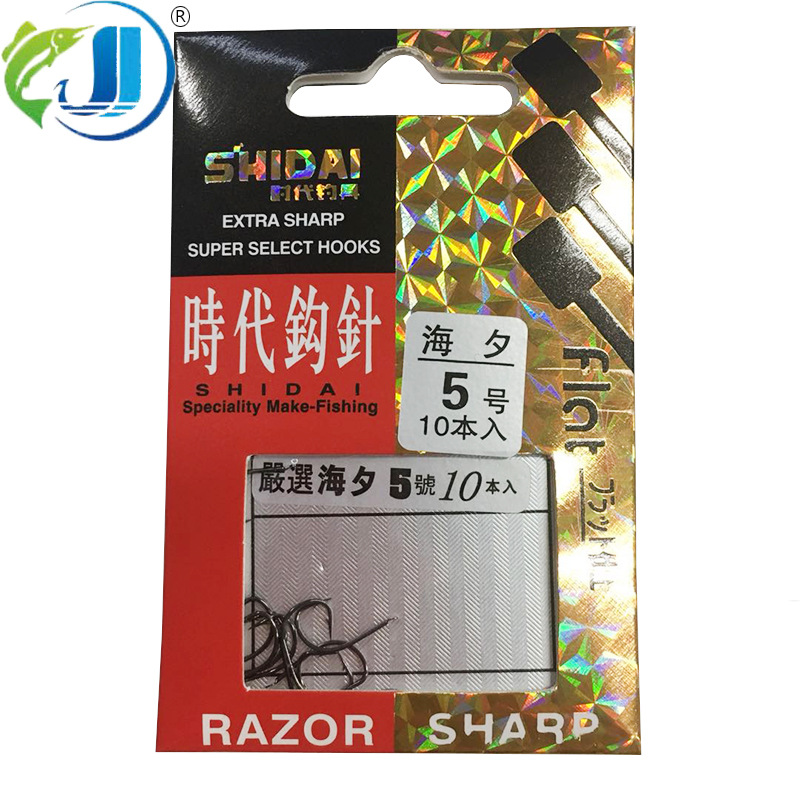 ®
SHIDAI
时代钓具
EXTRA SHARP
SUPER SELECT HOOKS
時代鈎針
SHIDAI
Speciality Make-Fishing
海夕
5号
10本入
flat
嚴選海夕5號10本入
RAZOR SHARP